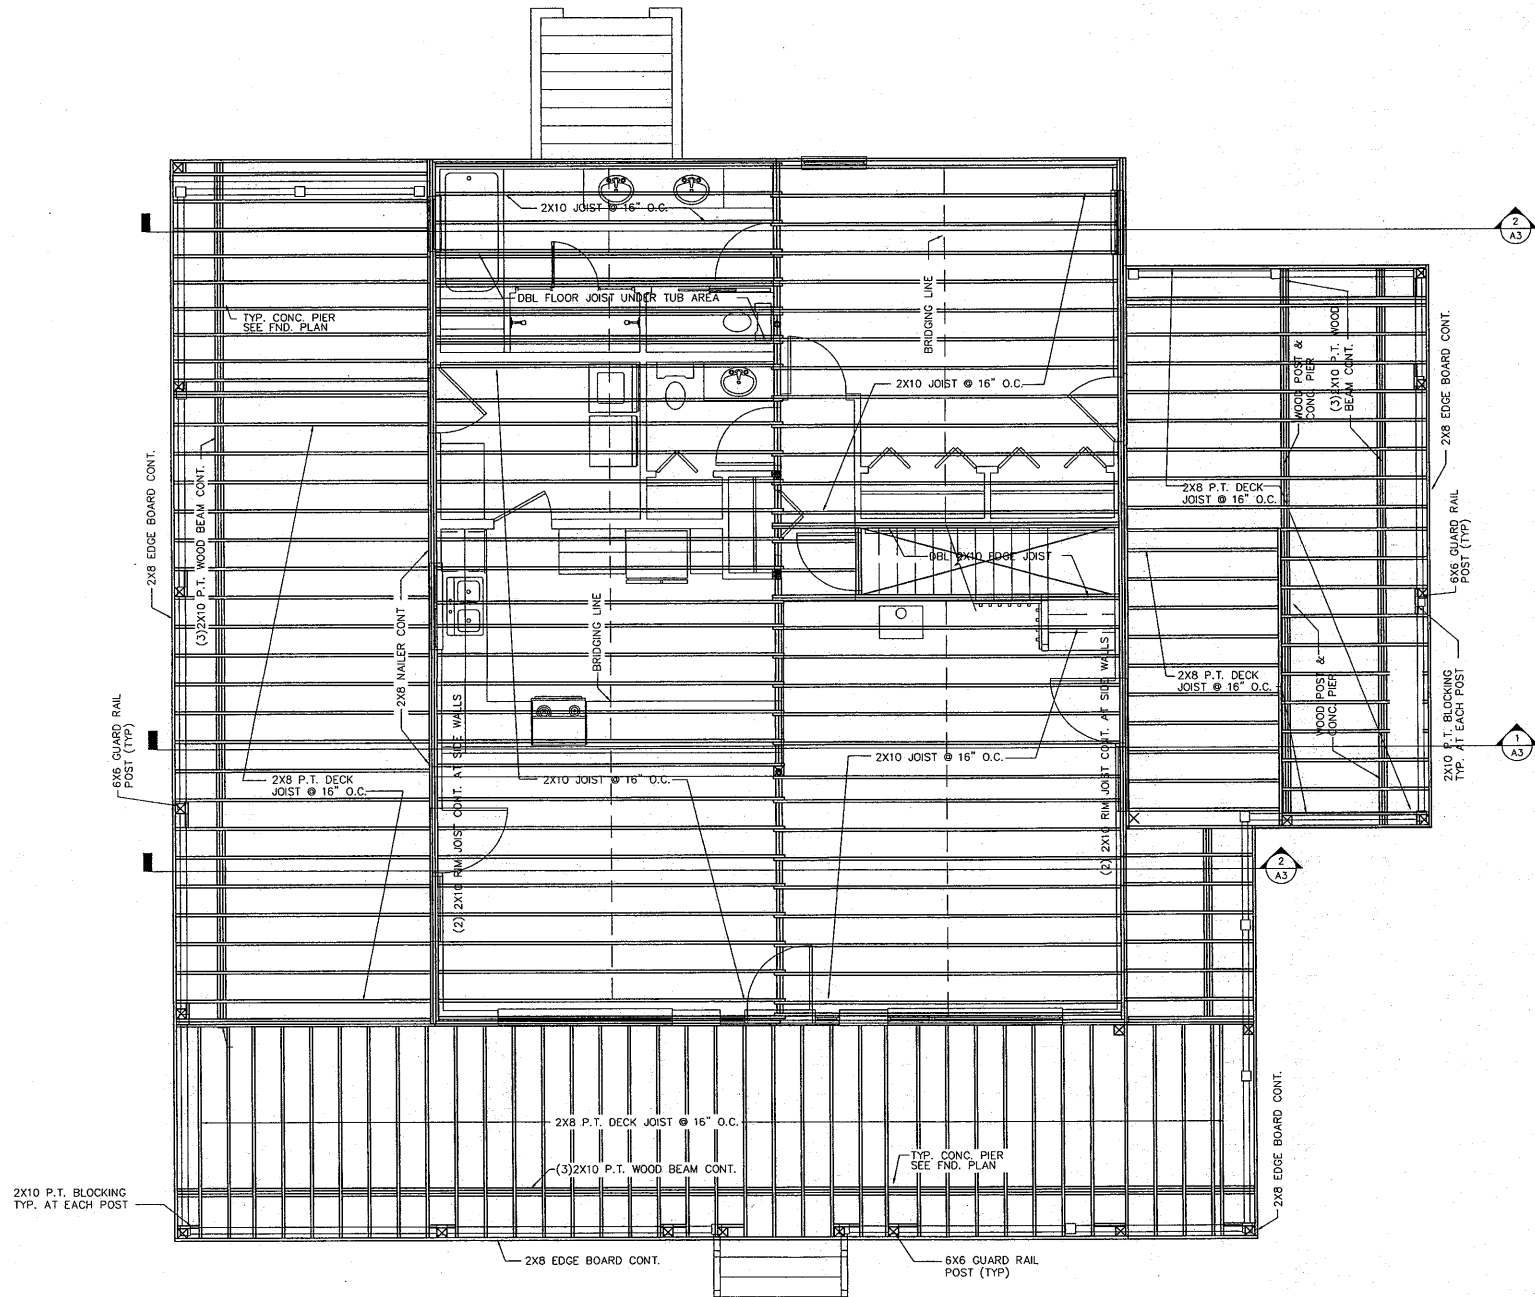 2X10 JOIST @ 16" O.C.
2
A3
DBL FLOOR JOIST UNDER TUB AREA
TYP. CONC. PIER
SEE FND. PLAN
BRIDGING LINE
2X10 JOIST @ 16" O.C.
WOOD POST &
CONC. PIER
(3)2X10 P.T. WOOD
BEAM CONT.
2X8 EDGE BOARD CONT.
2X8 EDGE BOARD CONT.
(3)2X10 P.T. WOOD BEAM CONT.
2X8 P.T. DECK
JOIST @ 16" O.C.
6X6 GUARD RAIL
POST (TYP)
DBL 2X10 EDGE JOIST
2X8 NAILER CONT
BRIDGING LINE
2X8 P.T. DECK
JOIST @ 16" O.C.
WOOD POST &
CONC. PIER
2X10 P.T. BLOCKING
TYP. AT EACH POST
6X6 GUARD RAIL
POST (TYP)
(2) 2X10 RIM JOIST CONT. AT SIDE WALLS
(2) 2X10 RIM JOIST CONT. AT SIDE WALLS
1
A3
2X10 JOIST @ 16" O.C.
2X8 P.T. DECK
JOIST @ 16" O.C.
2X10 JOIST @ 16" O.C.
2
A3
2X8 P.T. DECK JOIST @ 16" O.C.
(3)2X10 P.T. WOOD BEAM CONT.
TYP. CONC. PIER
SEE FND. PLAN
2X8 EDGE BOARD CONT.
2X10 P.T. BLOCKING
TYP. AT EACH POST
2X8 EDGE BOARD CONT.
6X6 GUARD RAIL
POST (TYP)